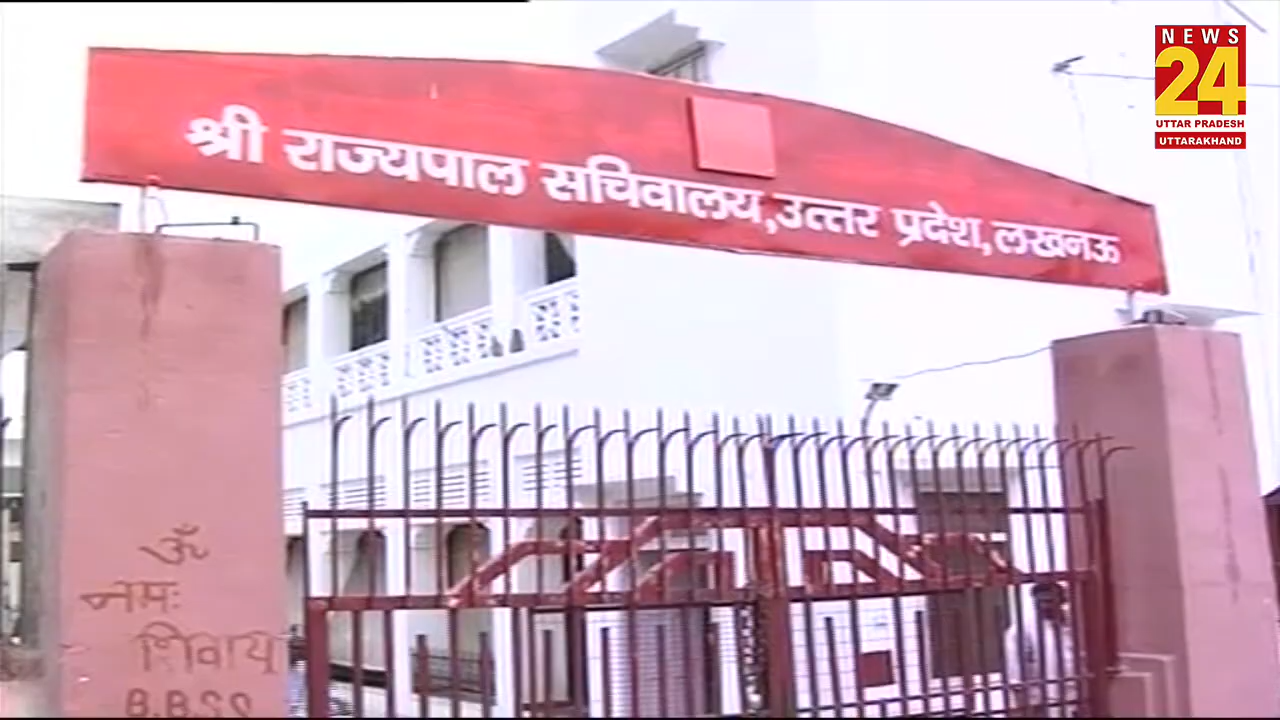 NEWS
24
UTTAR PRADESH
UTTARAKHAND
श्री राज्यपाल सचिवालय,उत्तर प्रदेश,लखनऊ
ॐ
नमः
शिवाय
B.B.S.S